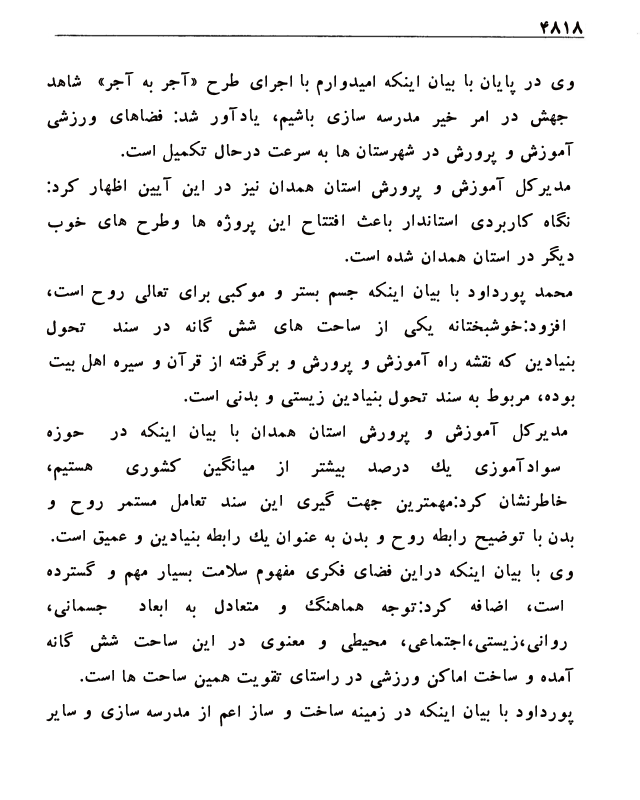 ۴۸۱۸
وی در پایان با بیان اینکه امیدوارم با اجرای طرح «آجر به آجر» شاهد
جهش در امر خیر مدرسه سازی باشیم، یادآور شد: فضاهای ورزشی
آموزش و پرورش در شهرستان ها به سرعت درحال تکمیل است.
مدیرکل آموزش و پرورش استان همدان نیز در این آیین اظهار کرد:
نگاه کاربردی استاندار باعث افتتاح این پروژه ها وطرح های خوب
دیگر در استان همدان شده است.
محمد پورداود با بیان اینکه جسم بستر و موکبی برای تعالی روح است،
افزود:خوشبختانه یکی از ساحت های شش گانه در سند تحول
بنیادین که نقشه راه آموزش و پرورش و برگرفته از قرآن و سیره اهل بیت
بوده، مربوط به سند تحول بنیادین زیستی و بدنی است.
مدیرکل آموزش و پرورش استان همدان با بیان اینکه در حوزه
سوادآموزی یك درصد بیشتر از میانگین کشوری هستیم،
خاطرنشان کرد:مهمترین جهت گیری این سند تعامل مستمر روح و
بدن با توضیح رابطه روح و بدن به عنوان یك رابطه بنیادین و عمیق است.
وی با بیان اینکه دراین فضای فکری مفهوم سلامت بسیار مهم و گسترده
است، اضافه کرد:توجه هماهنگ و متعادل به ابعاد جسمانی،
روانی،زیستی،اجتماعی، محیطی و معنوی در این ساحت شش گانه
آمده و ساخت اماکن ورزشی در راستای تقویت همین ساحت ها است.
پورداود با بیان اینکه در زمینه ساخت و ساز اعم از مدرسه سازی و سایر